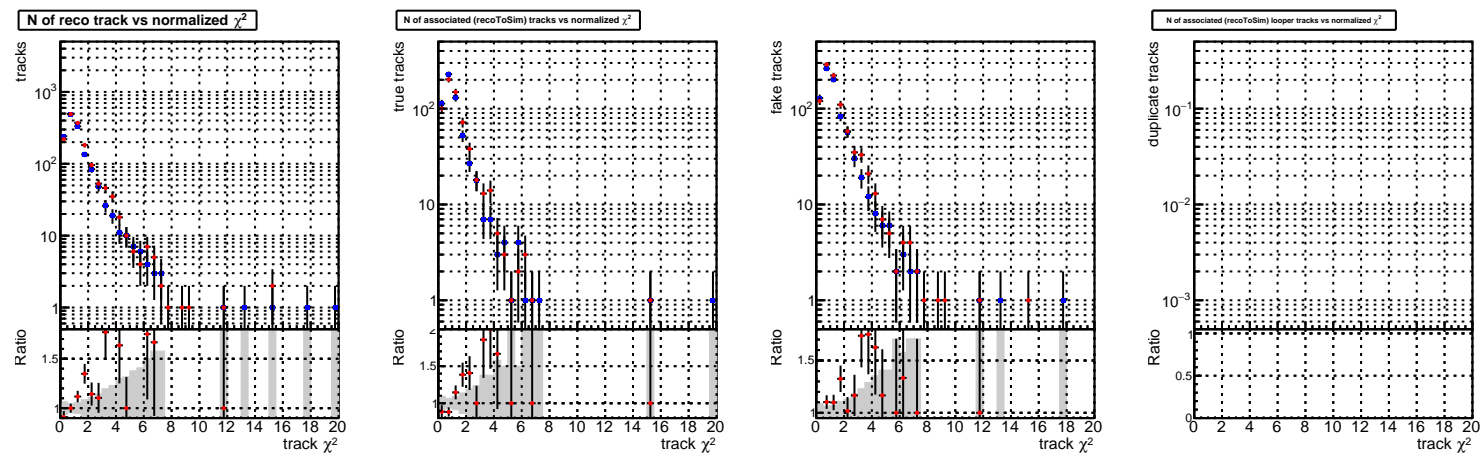 N of reco track vs normalized χ²
tracks
10³
10²
10
1
Ratio
1.5
1
0 2 4 6 8 10 12 14 16 18 20
track χ²
N of associated (recoToSim) tracks vs normalized χ²
true tracks
10²
10
1
Ratio
2
1.5
1
0 2 4 6 8 10 12 14 16 18 20
track χ²
fake tracks
10²
10
1
Ratio
1.5
1
0 2 4 6 8 10 12 14 16 18 20
track χ²
N of associated (recoToSim) looper tracks vs normalized χ²
duplicate tracks
10⁻¹
10⁻²
10⁻³
Ratio
1
0.5
0
0 2 4 6 8 10 12 14 16 18 20
track χ²